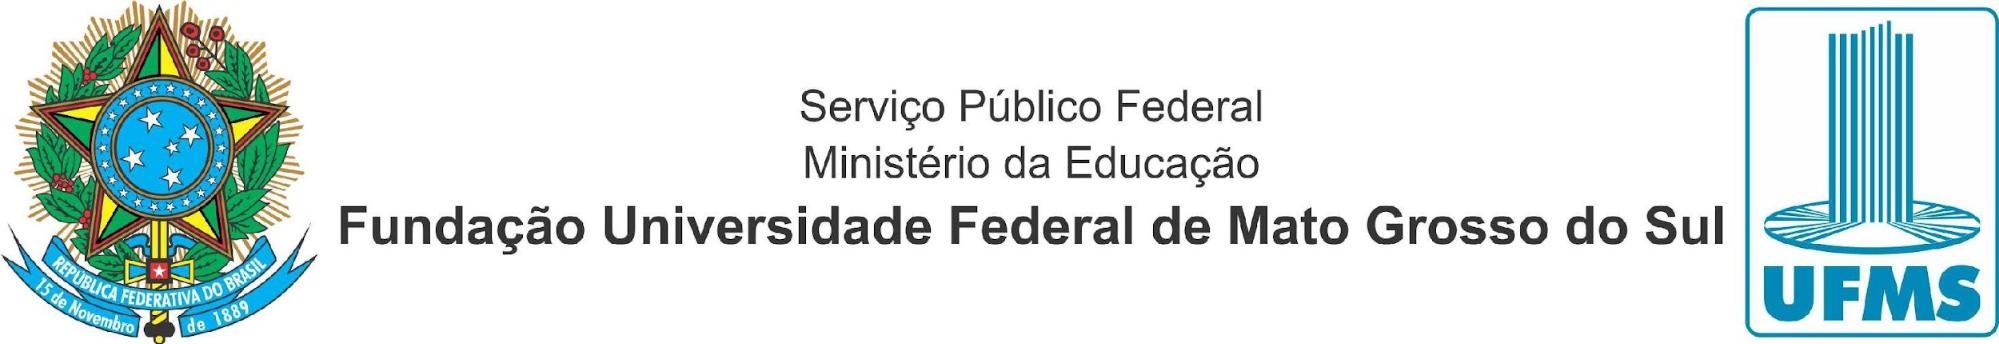 Serviço Público Federal
Ministério da Educação
Fundação Universidade Federal de Mato Grosso do Sul
REPÚBLICA FEDERATIVA DO BRASIL
15 de Novembro de 1889
UFMS